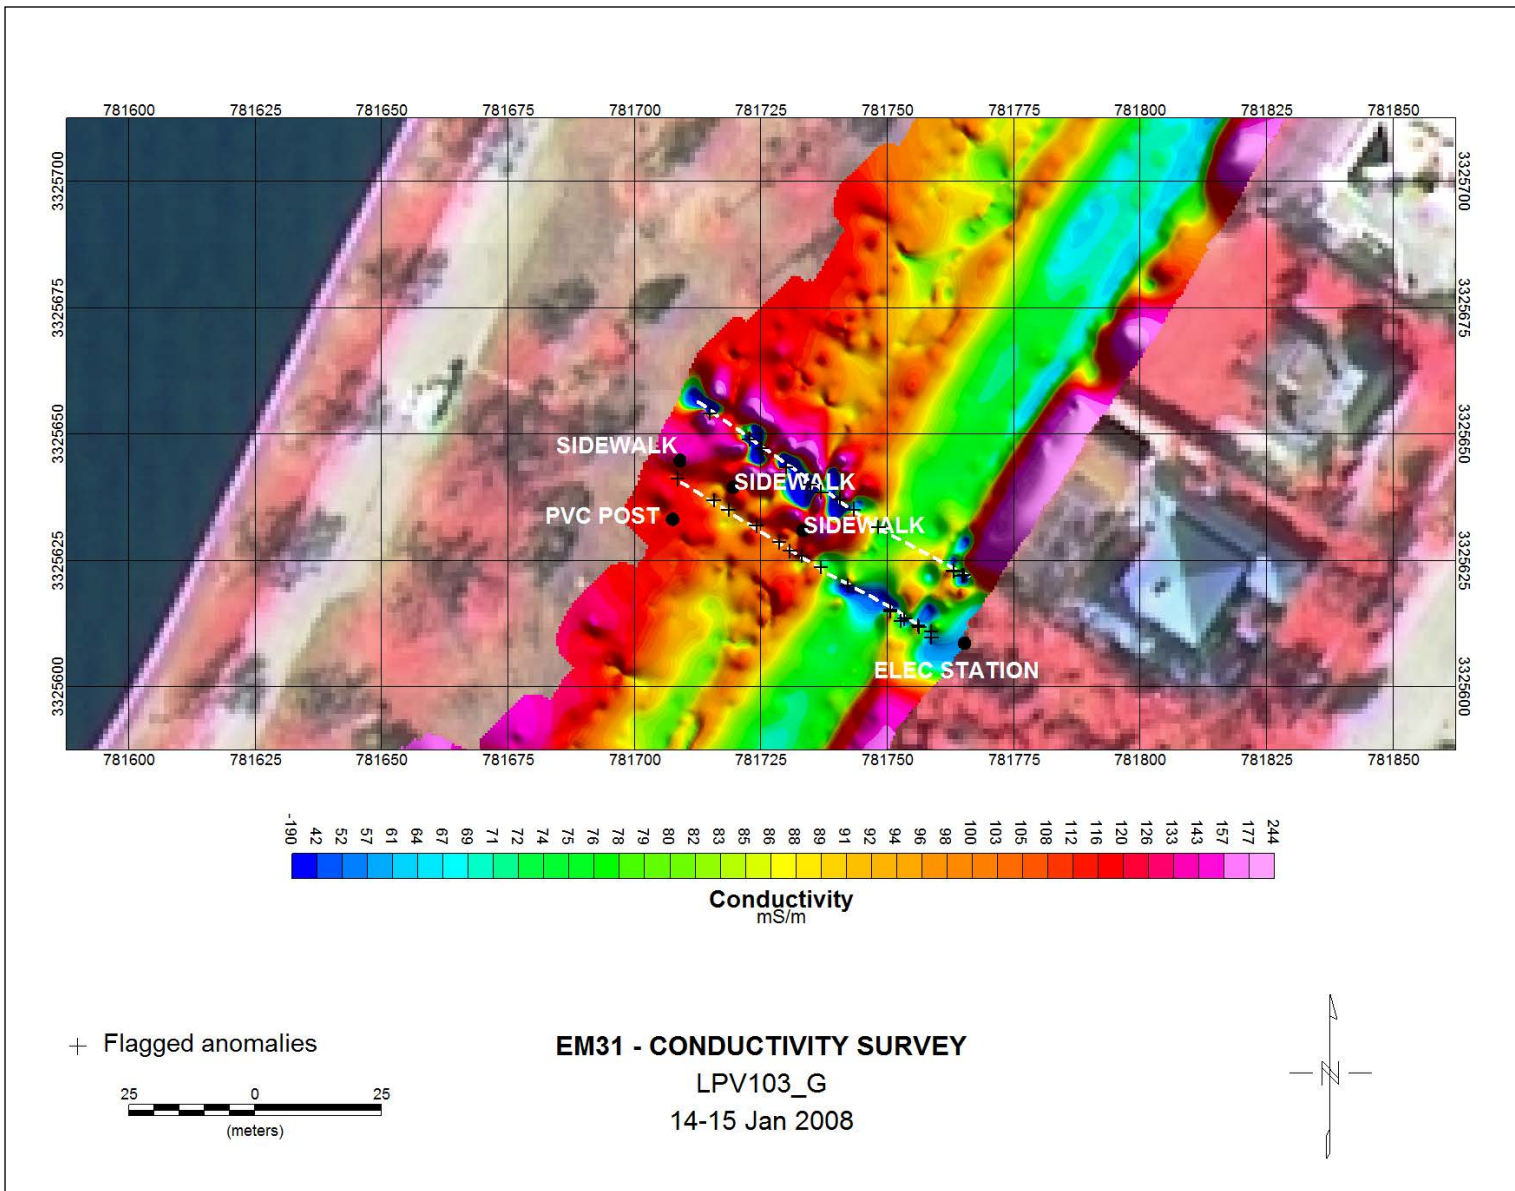 781600 781625 781650 781675 781700 781725 781750 781775 781800 781825 781850
3325700 3325700
3325675 3325675
3325650 3325650
SIDEWALK
SIDEWALK
PVC POST
SIDEWALK
3325625 3325625
ELEC STATION
3325600 3325600
781600 781625 781650 781675 781700 781725 781750 781775 781800 781825 781850
-190 42 52 57 61 64 67 69 71 72 74 75 76 77 78 79 80 82 83 85 86 88 89 91 92 94 96 98 100 103 105 108 112 116 120 126 133 143 157 177 244
Conductivity
mS/m
+ Flagged anomalies
25 0 25
(meters)
EM31 - CONDUCTIVITY SURVEY
LPV103_G
14-15 Jan 2008
N